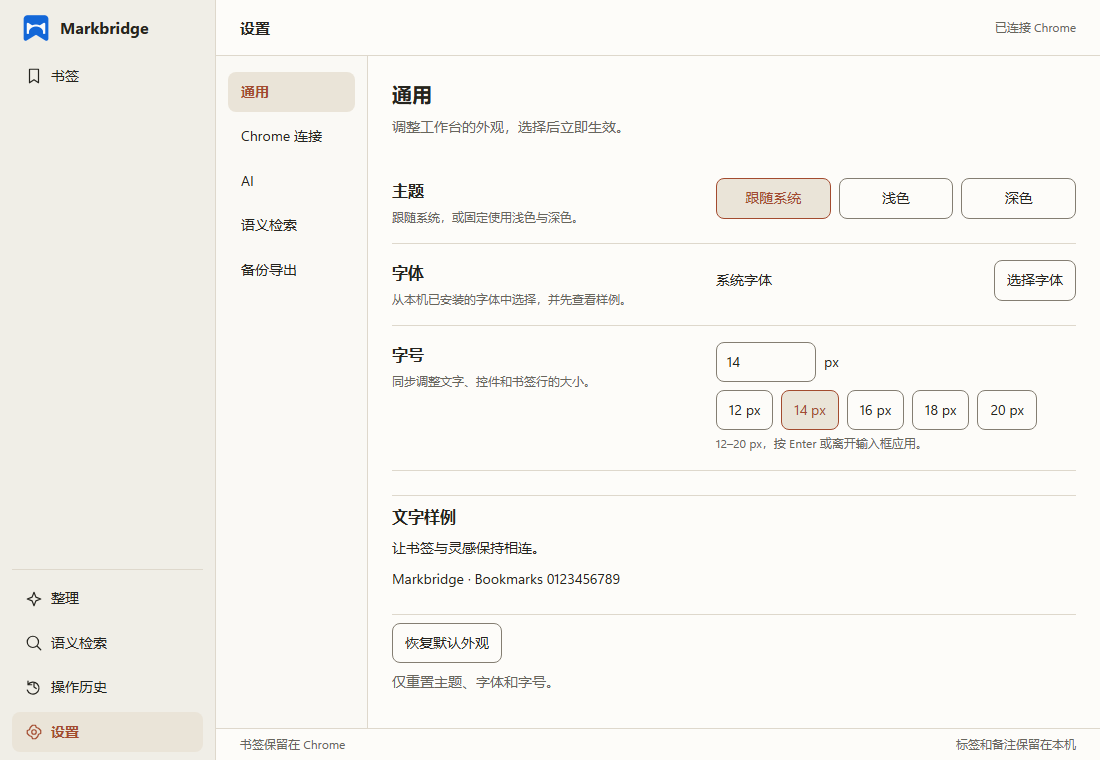 Markbridge
书签
整理
语义检索
操作历史
设置
设置
已连接 Chrome
通用
Chrome 连接
AI
语义检索
备份导出
通用
调整工作台的外观，选择后立即生效。
主题
跟随系统，或固定使用浅色与深色。
跟随系统
浅色
深色
字体
从本机已安装的字体中选择，并先查看样例。
系统字体
选择字体
字号
同步调整文字、控件和书签行的大小。
14 px
12 px
14 px
16 px
18 px
20 px
12–20 px，按 Enter 或离开输入框应用。
文字样例
让书签与灵感保持相连。
Markbridge · Bookmarks 0123456789
恢复默认外观
仅重置主题、字体和字号。
书签保留在 Chrome
标签和备注保留在本机